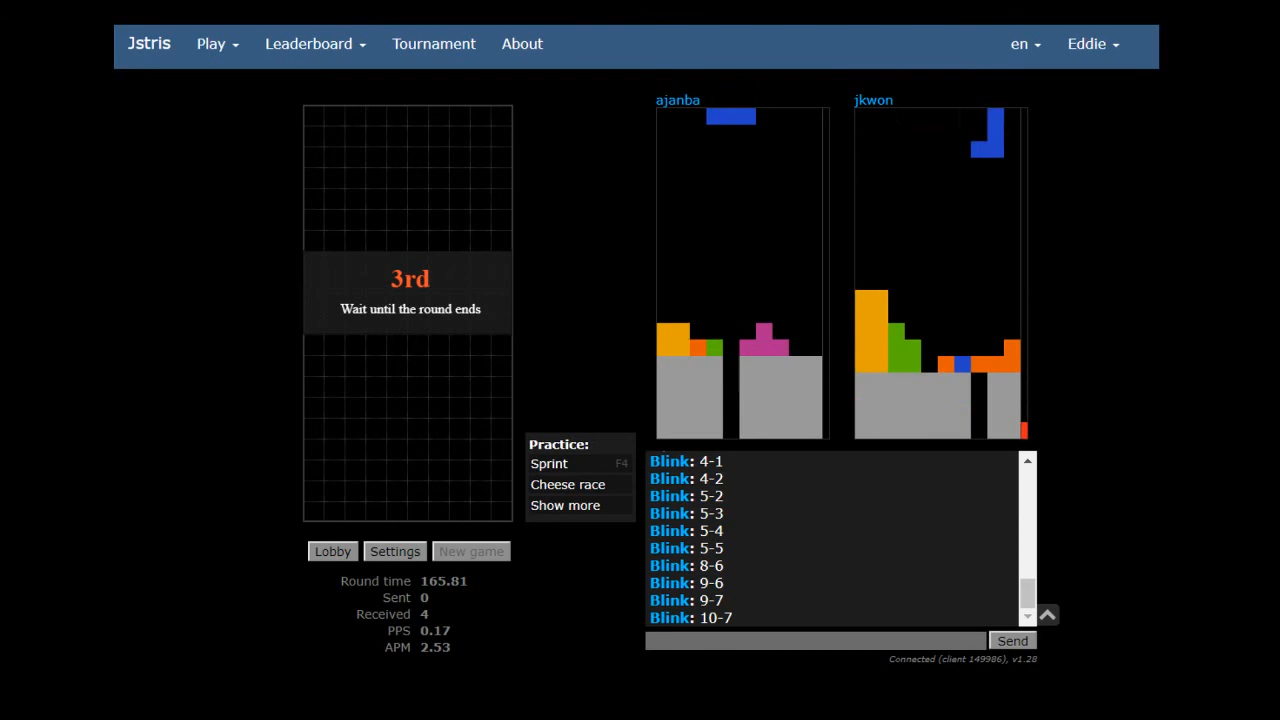 Jstris Play Leaderboard Tournament About en Eddie
ajanba jkwon
3rd
Wait until the round ends
Practice:
Sprint F4
Cheese race
Show more
Blink: 4-1
Blink: 4-2
Blink: 5-2
Blink: 5-3
Blink: 5-4
Blink: 5-5
Blink: 8-6
Blink: 9-6
Blink: 9-7
Blink: 10-7
Send
Connected (client 149986), v1.28
Lobby Settings New game
Round time 165.81
Sent 0
Received 4
PPS 0.17
APM 2.53